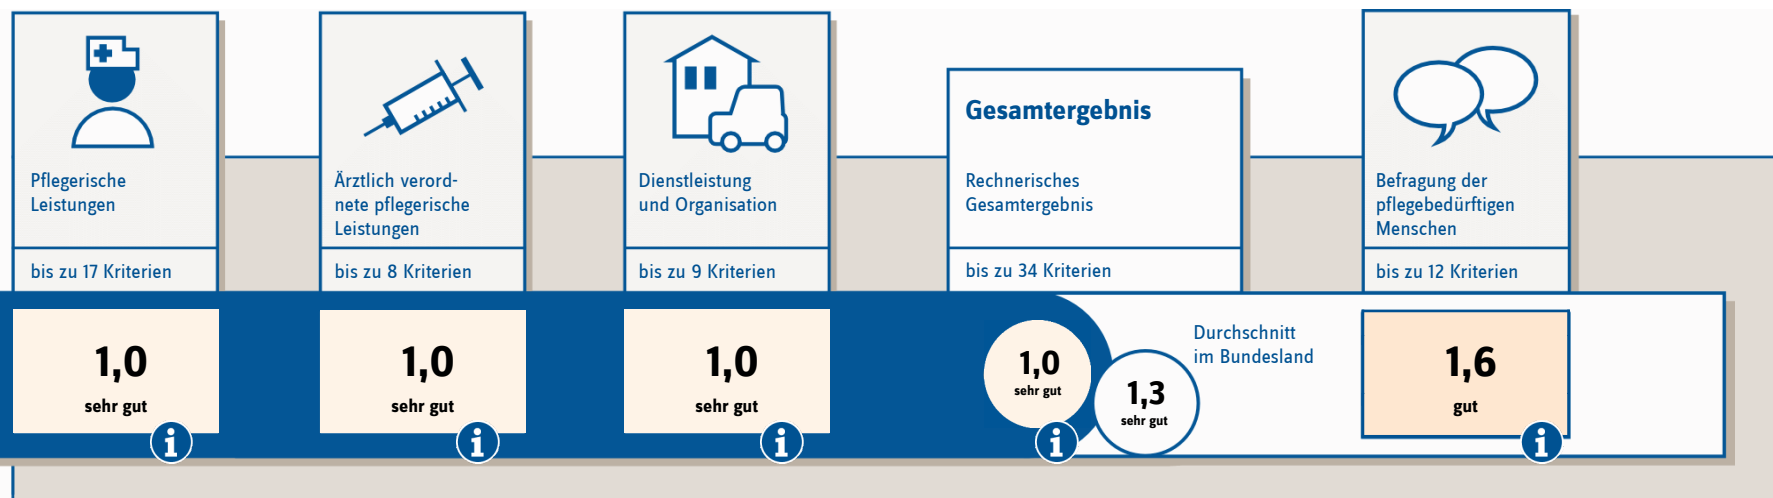 Pflegerische
Leistungen
bis zu 17 Kriterien
1,0
sehr gut
i
Ärztlich verord-
nete pflegerische
Leistungen
bis zu 8 Kriterien
1,0
sehr gut
i
Dienstleistung
und Organisation
bis zu 9 Kriterien
1,0
sehr gut
i
Gesamtergebnis
Rechnerisches
Gesamtergebnis
bis zu 34 Kriterien
1,0
sehr gut
i
1,3
sehr gut
Durchschnitt
im Bundesland
Befragung der
pflegebedürftigen
Menschen
bis zu 12 Kriterien
1,6
gut
i